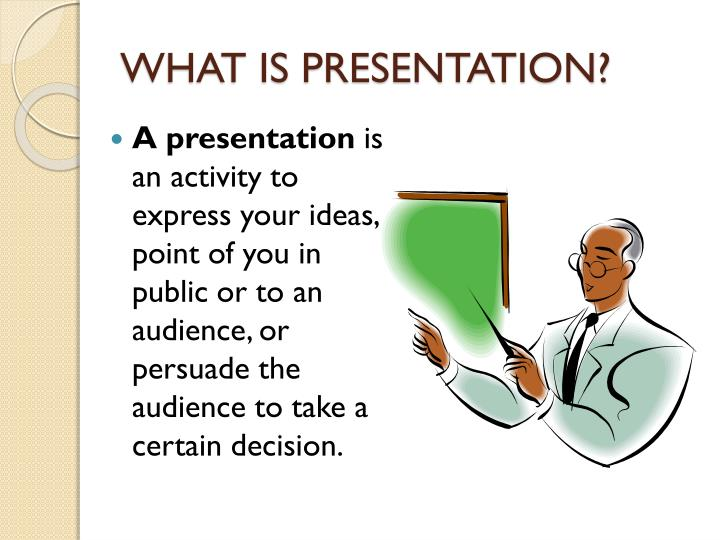 WHAT IS PRESENTATION?
A presentation is
an activity to
express your ideas,
point of you in
public or to an
audience, or
persuade the
audience to take a
certain decision.